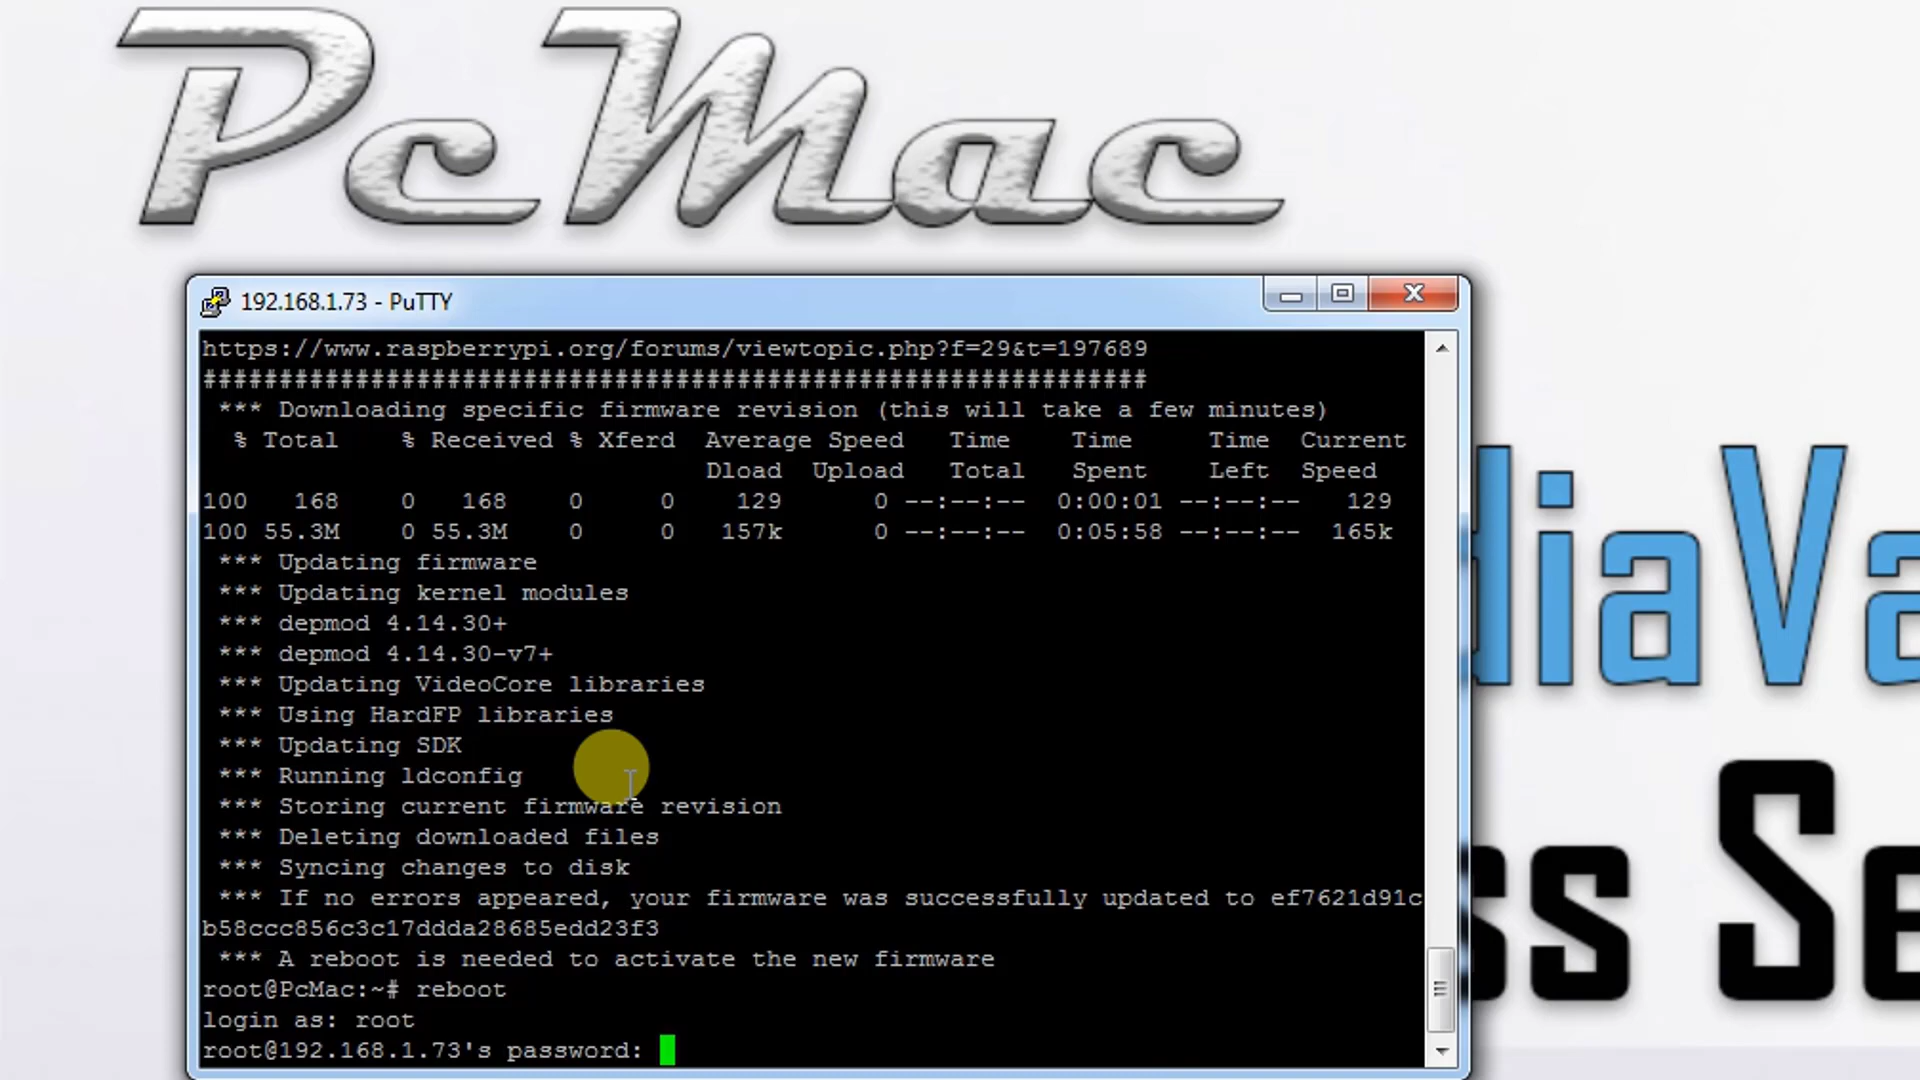 PcMac
192.168.1.73 - PuTTY
https://www.raspberrypi.org/forums/viewtopic.php?f=29&t=197689
##############################################################
*** Downloading specific firmware revision (this will take a few minutes)
% Total % Received % Xferd Average Speed Time Time Time Current
Dload Upload Total Spent Left Speed
100 168 0 168 0 0 129 0 --:--:-- 0:00:01 --:--:-- 129
100 55.3M 0 55.3M 0 0 157k 0 --:--:-- 0:05:58 --:--:-- 165k
*** Updating firmware
*** Updating kernel modules
*** depmod 4.14.30+
*** depmod 4.14.30-v7+
*** Updating VideoCore libraries
*** Using HardFP libraries
*** Updating SDK
*** Running ldconfig
*** Storing current firmware revision
*** Deleting downloaded files
*** Syncing changes to disk
*** If no errors appeared, your firmware was successfully updated to ef7621d91c
b58ccc856c3c17ddda28685edd23f3
*** A reboot is needed to activate the new firmware
root@PcMac:~# reboot
login as: root
root@192.168.1.73's password:
diaVa
ss Se